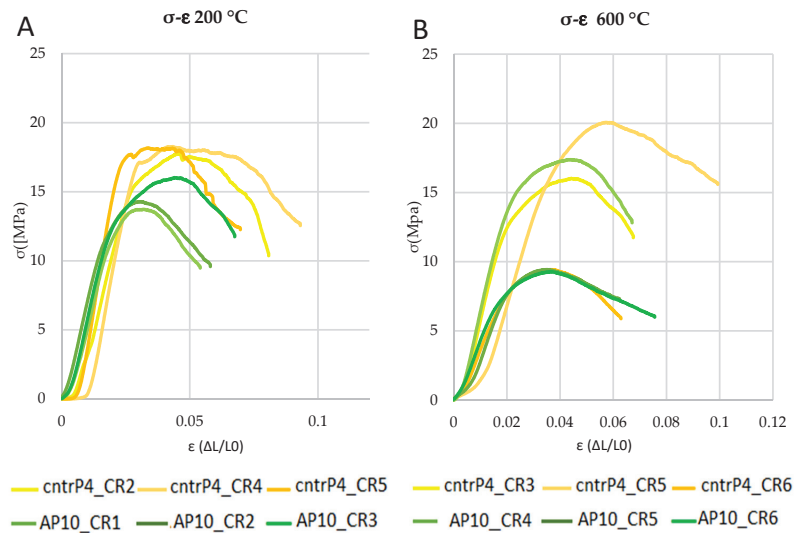 A
σ-ε 200 °C
25
20
15
10
5
0
0
0.05
0.1
σ([MPa]
ε (ΔL/L0)
cntrP4_CR2
cntrP4_CR4
cntrP4_CR5
AP10_CR1
AP10_CR2
AP10_CR3
B
σ-ε 600 °C
25
20
15
10
5
0
0
0.02
0.04
0.06
0.08
0.1
0.12
σ(Mpa)
ε (ΔL/L0)
cntrP4_CR3
cntrP4_CR5
cntrP4_CR6
AP10_CR4
AP10_CR5
AP10_CR6